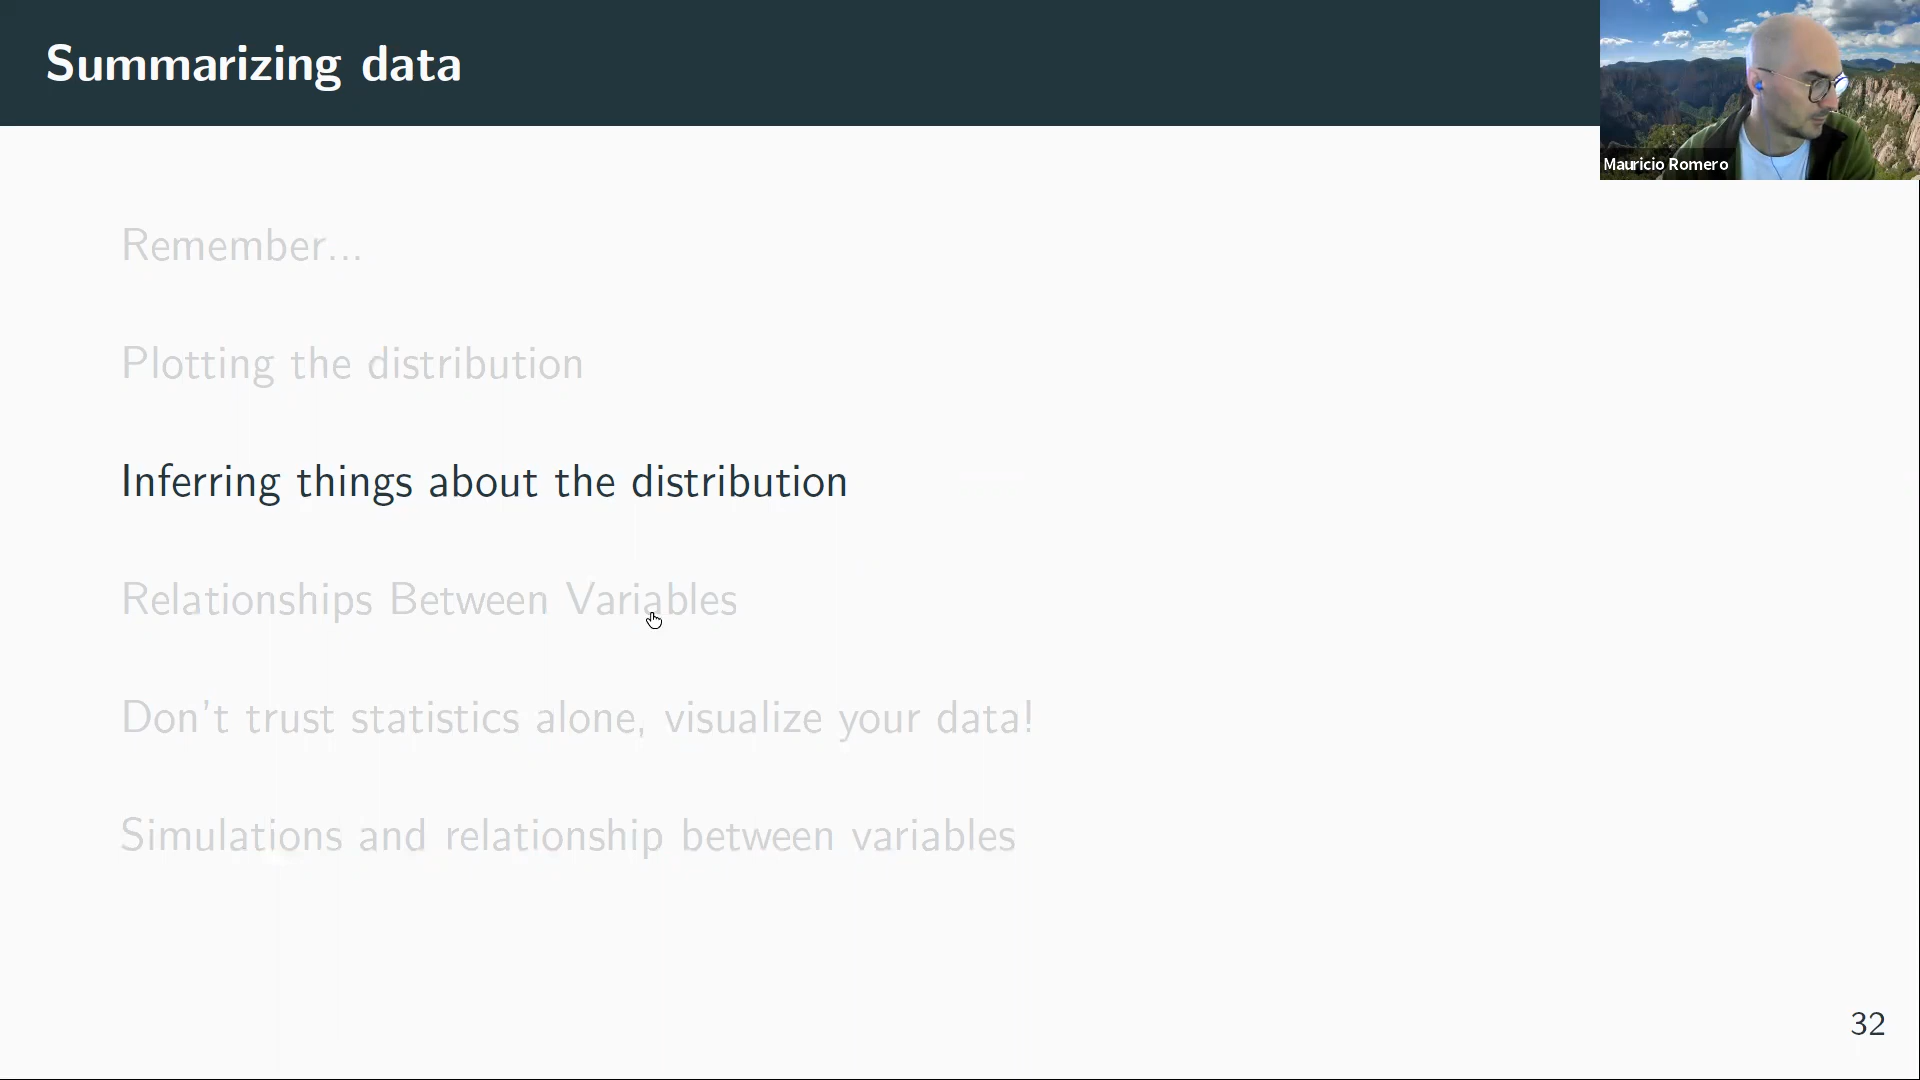 Summarizing data
Mauricio Romero
Remember...
Plotting the distribution
Inferring things about the distribution
Relationships Between Variables
Don't trust statistics alone, visualize your data!
Simulations and relationship between variables
32